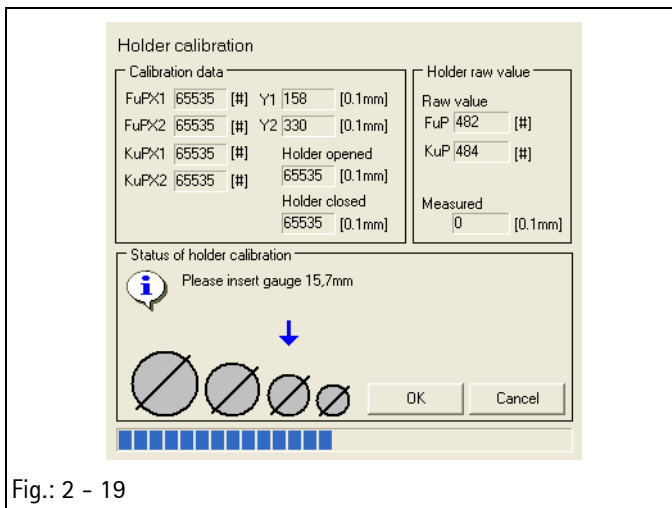 Holder calibration
Calibration data
FuPX1 65535 [#] Y1 158 [0.1mm]
FuPX2 65535 [#] Y2 330 [0.1mm]
KuPX1 65535 [#] Holder opened
KuPX2 65535 [#] 65535 [0.1mm]
Holder closed
65535 [0.1mm]
Holder raw value
Raw value
FuP 482 [#]
KuP 484 [#]
Measured
0 [0.1mm]
Status of holder calibration
Please insert gauge 15,7mm
OK Cancel
Fig.: 2 - 19